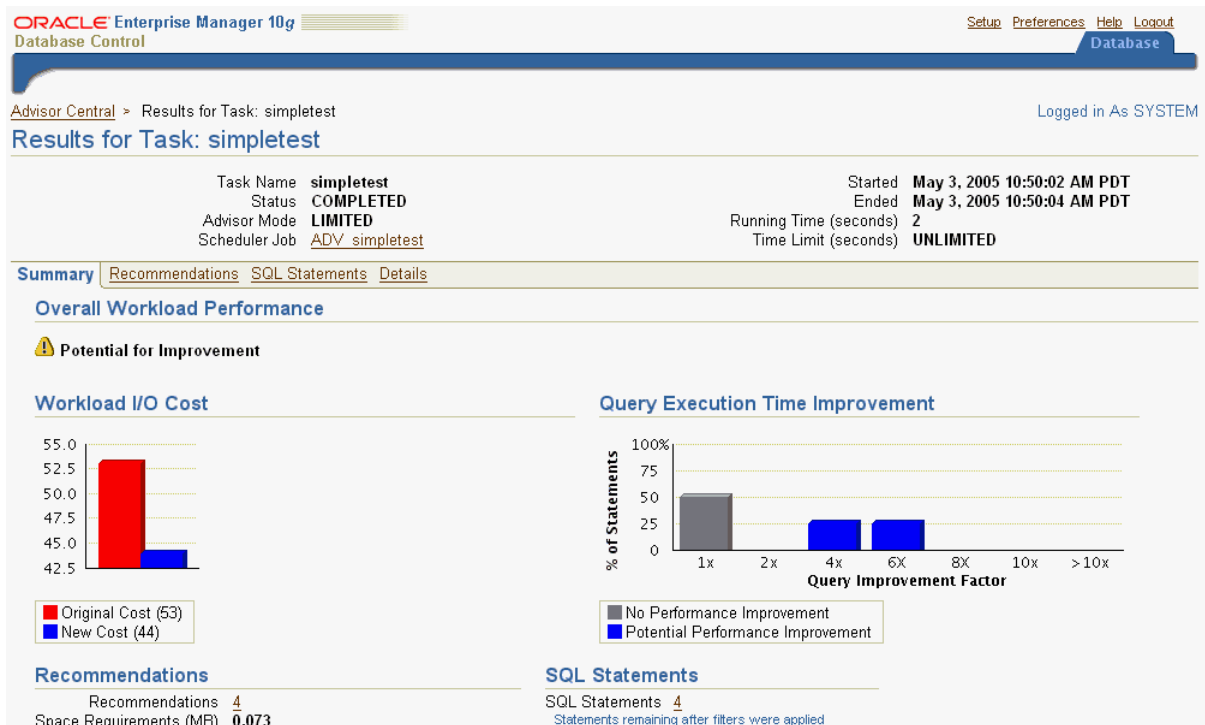 ORACLE Enterprise Manager 10g
Database Control
Setup Preferences Help Logout
Database
Advisor Central > Results for Task: simpletest
Logged in As SYSTEM
Results for Task: simpletest
Task Name simpletest
Status COMPLETED
Advisor Mode LIMITED
Scheduler Job ADV_simpletest
Started May 3, 2005 10:50:02 AM PDT
Ended May 3, 2005 10:50:04 AM PDT
Running Time (seconds) 2
Time Limit (seconds) UNLIMITED
Summary Recommendations SQL Statements Details
Overall Workload Performance
Potential for Improvement
Workload I/O Cost
55.0
52.5
50.0
47.5
45.0
42.5
Original Cost (53)
New Cost (44)
Query Execution Time Improvement
% of Statements
100%
75
50
25
0
1x 2x 4x 6X 8X 10x >10x
Query Improvement Factor
No Performance Improvement
Potential Performance Improvement
Recommendations
Recommendations 4
Space Requirements (MB) 0.073
SQL Statements
SQL Statements 4
Statements remaining after filters were applied